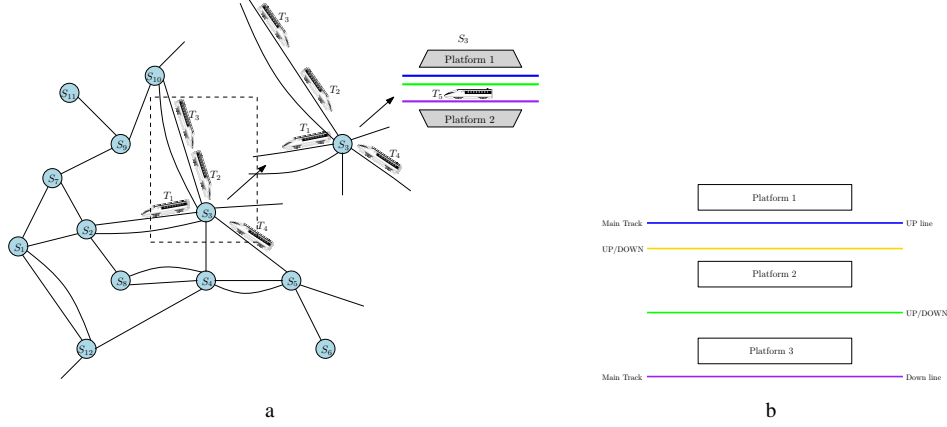 T3
S3
Platform 1
T5
Platform 2
T2
T1
S3
T4
S10
S11
T3
S9
T2
S7
T1
S3
T4
S2
S1
S8
S4
S5
S12
S6
a
Platform 1
Main Track UP line
UP/DOWN
Platform 2
UP/DOWN
Platform 3
Main Track Down line
b